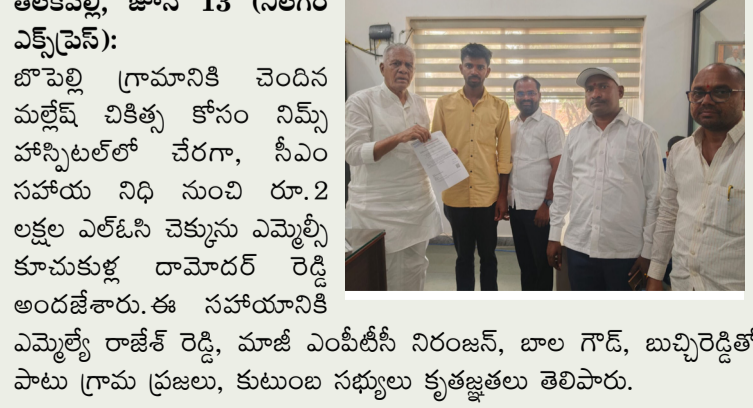 తెలకపల్లి, జూన్ 13 (నిలగిరి
ఎక్స్‌ప్రెస్):
బొపెల్లి గ్రామానికి చెందిన
మల్లేష్ చికిత్స కోసం నిమ్స్
హాస్పిటల్‌లో చేరగా, సీఎం
సహాయ నిధి నుంచి రూ.2
లక్షల ఎల్‌ఓసి చెక్కును ఎమ్మెల్సీ
కూచుకుళ్ల దామోదర్ రెడ్డి
అందజేశారు.ఈ సహాయానికి
ఎమ్మెల్యే రాజేశ్ రెడ్డి, మాజీ ఎంపీటీసీ నిరంజన్, బాల గౌడ్, బుచ్చిరెడ్డితో
పాటు గ్రామ ప్రజలు, కుటుంబ సభ్యులు కృతజ్ఞతలు తెలిపారు.